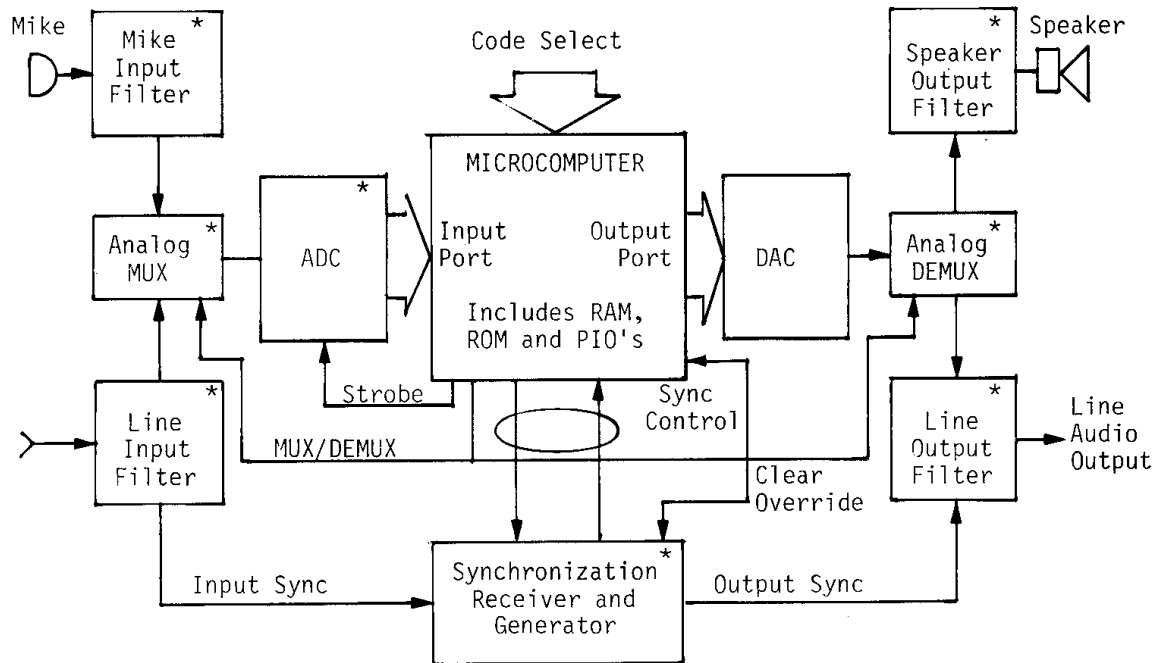 Mike
*
Mike
Input
Filter
Code Select
*
Speaker
Output
Filter
Speaker
MICROCOMPUTER
Input
Port
Output
Port
Includes RAM,
ROM and PIO's
*
Analog
MUX
*
ADC
DAC
*
Analog
DEMUX
Strobe
Sync
Control
*
Line
Input
Filter
MUX/DEMUX
*
Line
Output
Filter
Line
Audio
Output
Clear
Override
Input Sync
*
Synchronization
Receiver and
Generator
Output Sync